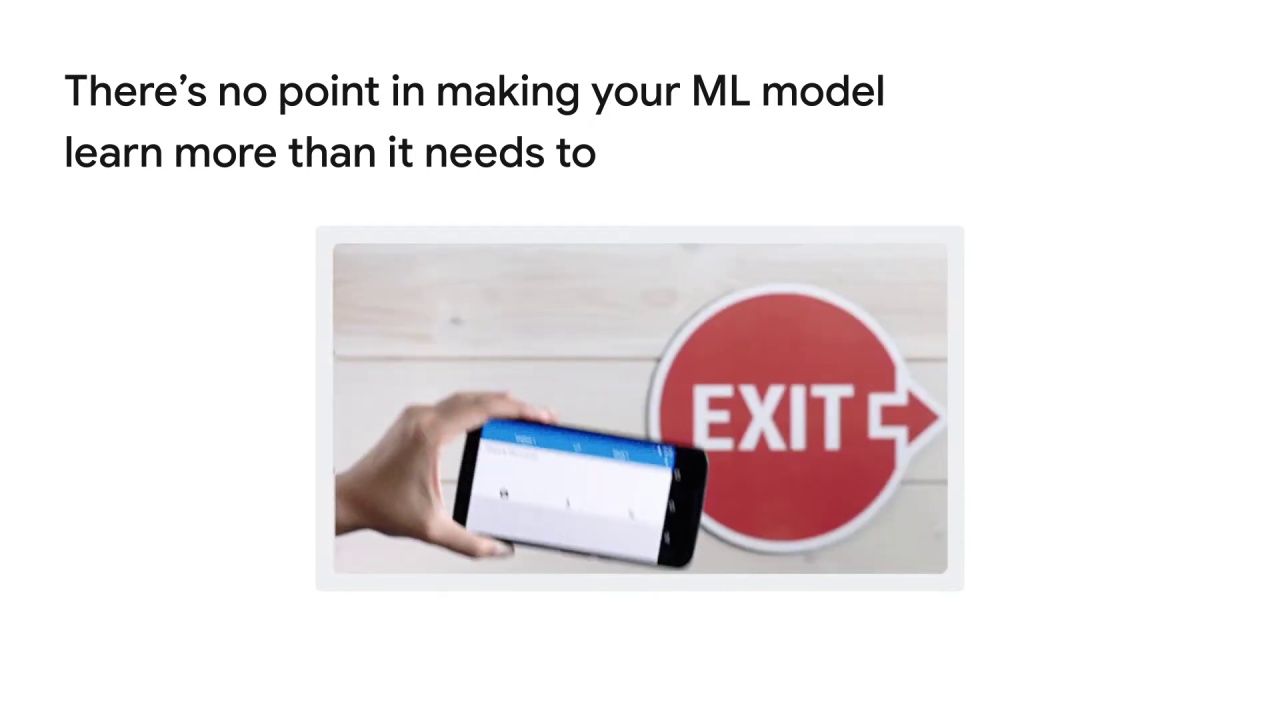 There’s no point in making your ML model
learn more than it needs to
EXIT